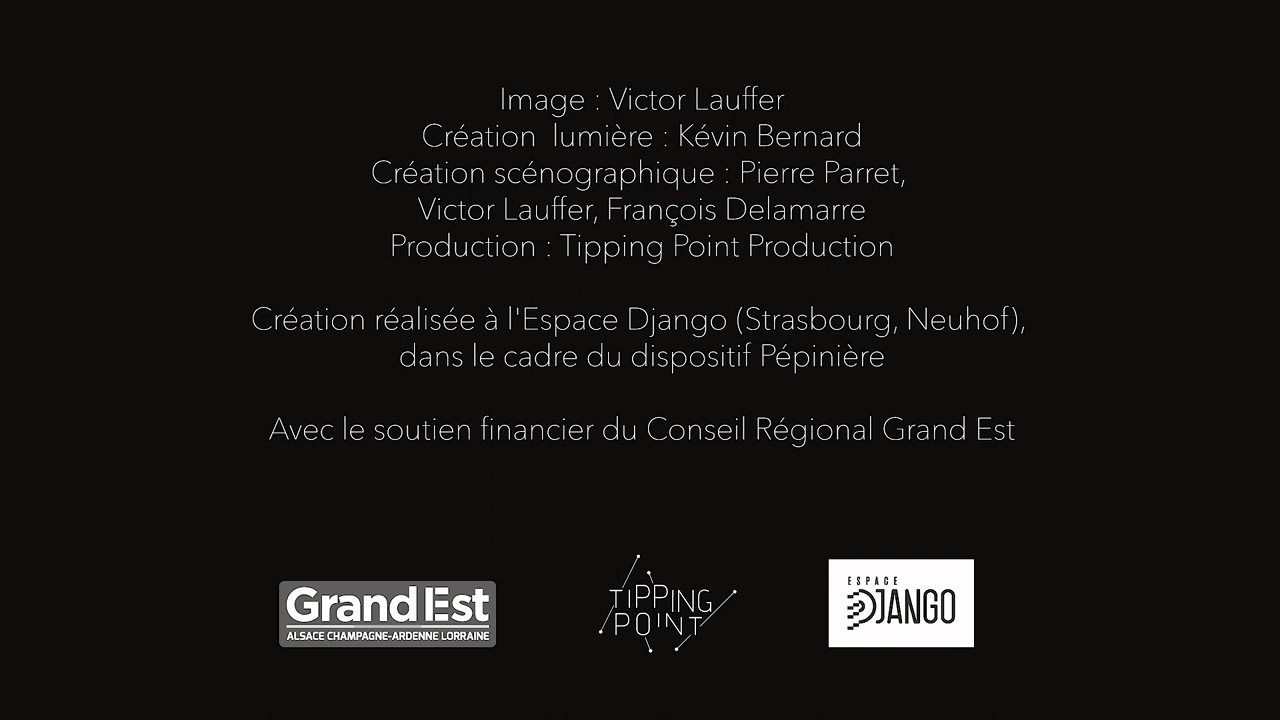 Image : Victor Lauffer
Création  lumière : Kévin Bernard
Création scénographique : Pierre Parret,
Victor Lauffer, François Delamarre
Production : Tipping Point Production
Création réalisée à l'Espace Django (Strasbourg, Neuhof),
dans le cadre du dispositif Pépinière
Avec le soutien financier du Conseil Régional Grand Est
Grand Est
ALSACE CHAMPAGNE-ARDENNE LORRAINE
TIPPING
POINT
ESPACE
DJANGO